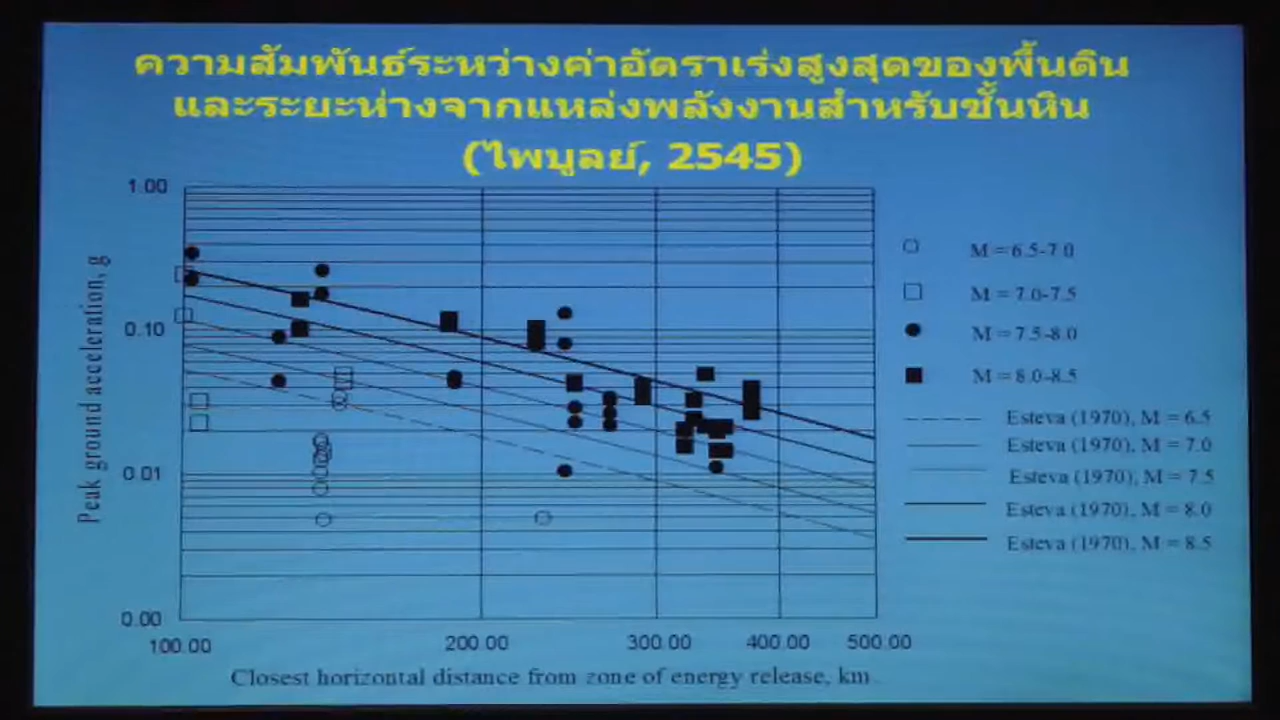 ความสัมพันธ์ระหว่างค่าอัตราเร่งสูงสุดของพื้นดิน
และระยะห่างจากแหล่งพลังงานสำหรับชั้นหิน
(ไพบูลย์, 2545)
1.00
0.10
0.01
0.00
Peak ground acceleration, g
100.00 200.00 300.00 400.00 500.00
Closest horizontal distance from zone of energy release, km
M = 6.5-7.0
M = 7.0-7.5
M = 7.5-8.0
M = 8.0-8.5
Esteva (1970), M = 6.5
Esteva (1970), M = 7.0
Esteva (1970), M = 7.5
Esteva (1970), M = 8.0
Esteva (1970), M = 8.5